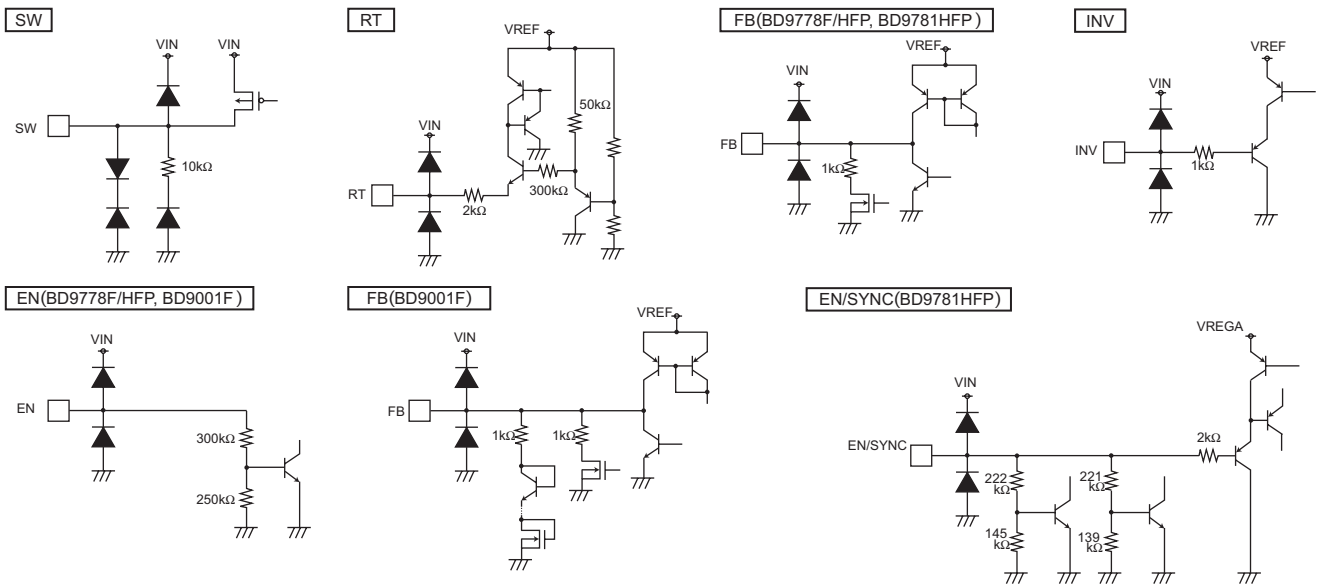 SW
VIN
VIN
SW
10kΩ
RT
VREF
50kΩ
VIN
300kΩ
RT
2kΩ
FB(BD9778F/HFP, BD9781HFP)
VREF
VIN
FB
1kΩ
INV
VREF
VIN
INV
1kΩ
EN(BD9778F/HFP, BD9001F)
VIN
EN
300kΩ
250kΩ
FB(BD9001F)
VREF
VIN
FB
1kΩ
1kΩ
EN/SYNC(BD9781HFP)
VREGA
VIN
EN/SYNC
2kΩ
222
kΩ
221
kΩ
145
kΩ
139
kΩ